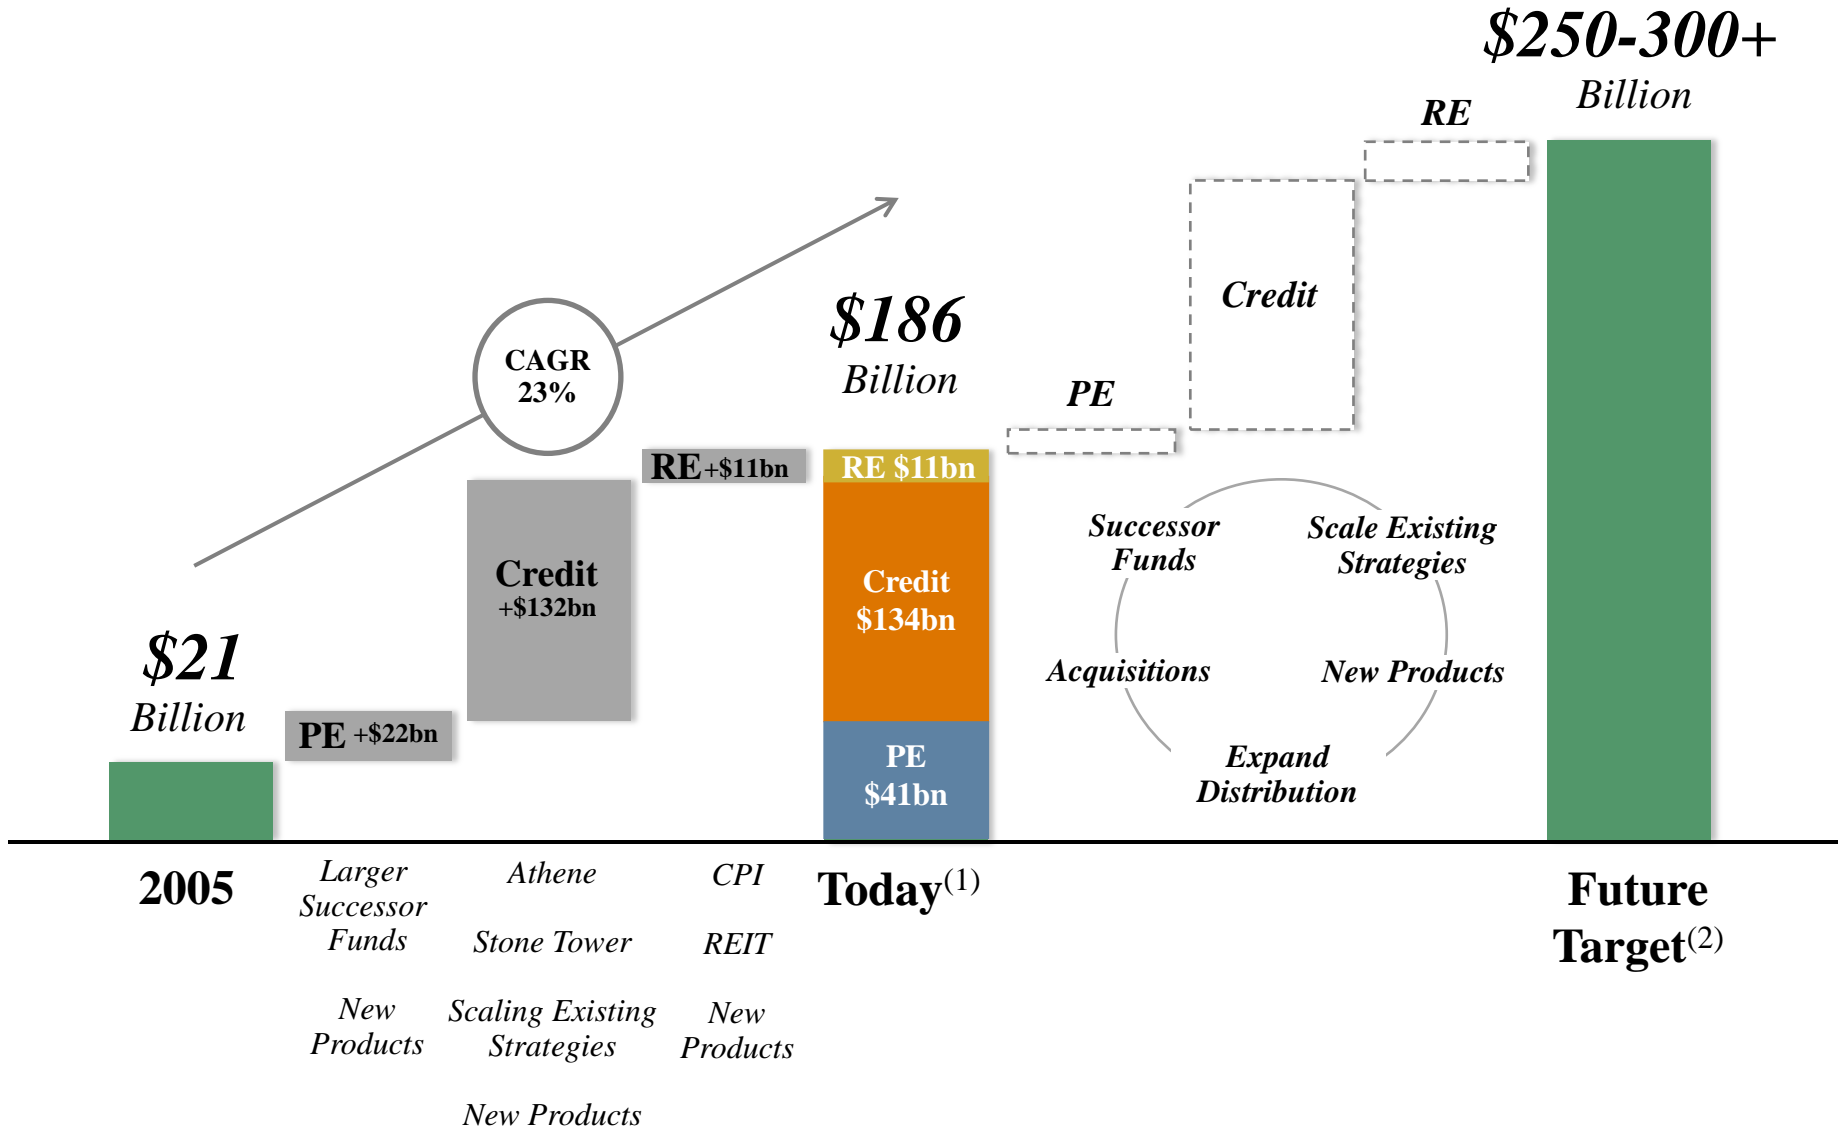 $250-300+
Billion
RE
Credit
PE
$186
Billion
CAGR
23%
RE+$11bn
RE $11bn
Credit
+$132bn
Credit
$134bn
Successor
Funds
Scale Existing
Strategies
Acquisitions
New Products
Expand
Distribution
$21
Billion
PE +$22bn
PE
$41bn
2005
Larger
Successor
Funds
New
Products
Athene
Stone Tower
Scaling Existing
Strategies
New Products
CPI
REIT
New
Products
Today(1)
Future
Target(2)